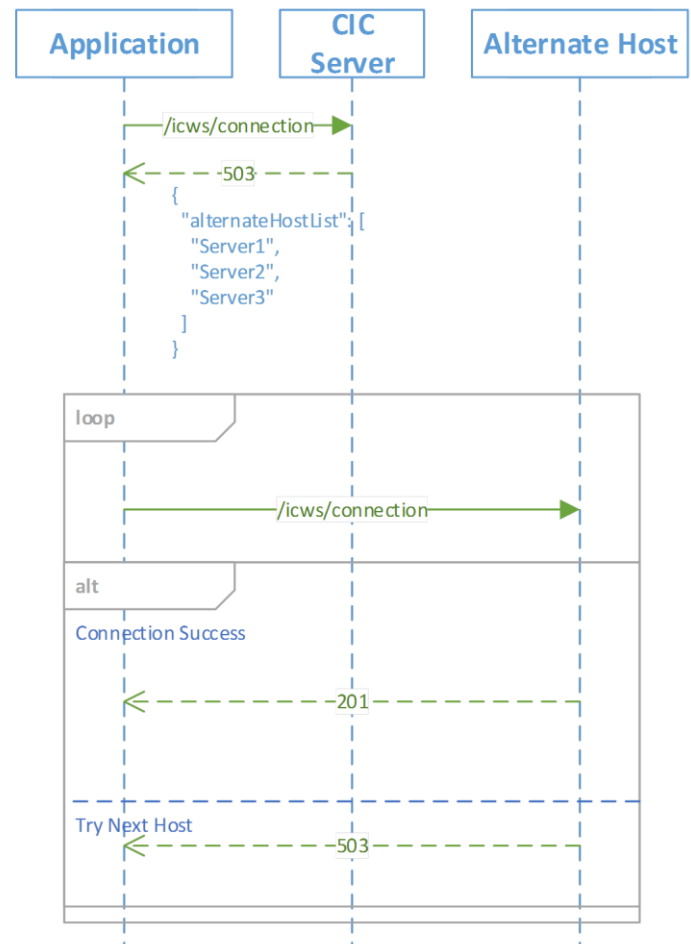 Application
CIC
Server
Alternate Host
/icws/connection
503
{
"alternateHostList": [
"Server1",
"Server2",
"Server3"
]
}
loop
/icws/connection
alt
Connection Success
201
Try Next Host
503